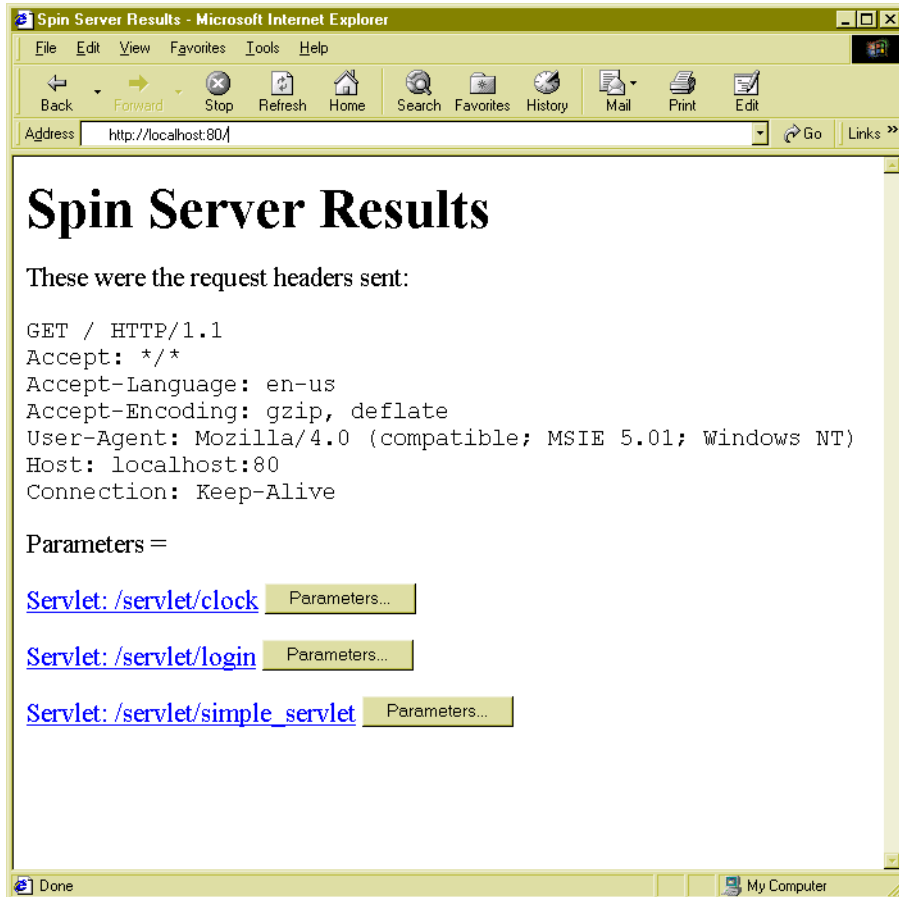 Spin Server Results - Microsoft Internet Explorer
File Edit View Favorites Tools Help
Back Forward Stop Refresh Home Search Favorites History Mail Print Edit
Address http://localhost:80/ Go Links »
Spin Server Results
These were the request headers sent:
GET / HTTP/1.1
Accept: */*
Accept-Language: en-us
Accept-Encoding: gzip, deflate
User-Agent: Mozilla/4.0 (compatible; MSIE 5.01; Windows NT)
Host: localhost:80
Connection: Keep-Alive
Parameters =
Servlet: /servlet/clock Parameters...
Servlet: /servlet/login Parameters...
Servlet: /servlet/simple_servlet Parameters...
Done My Computer